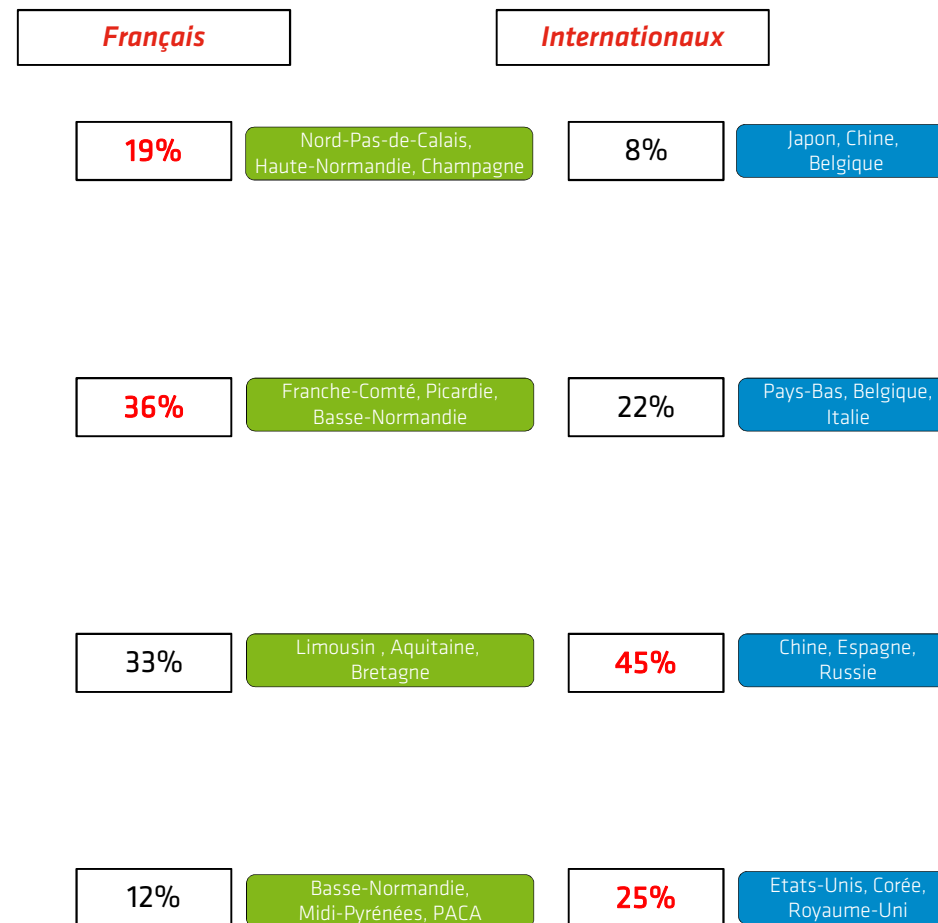 Français
Internationaux
19%
Nord-Pas-de-Calais,
Haute-Normandie, Champagne
8%
Japon, Chine,
Belgique
36%
Franche-Comté, Picardie,
Basse-Normandie
22%
Pays-Bas, Belgique,
Italie
33%
Limousin , Aquitaine,
Bretagne
45%
Chine, Espagne,
Russie
12%
Basse-Normandie,
Midi-Pyrénées, PACA
25%
Etats-Unis, Corée,
Royaume-Uni